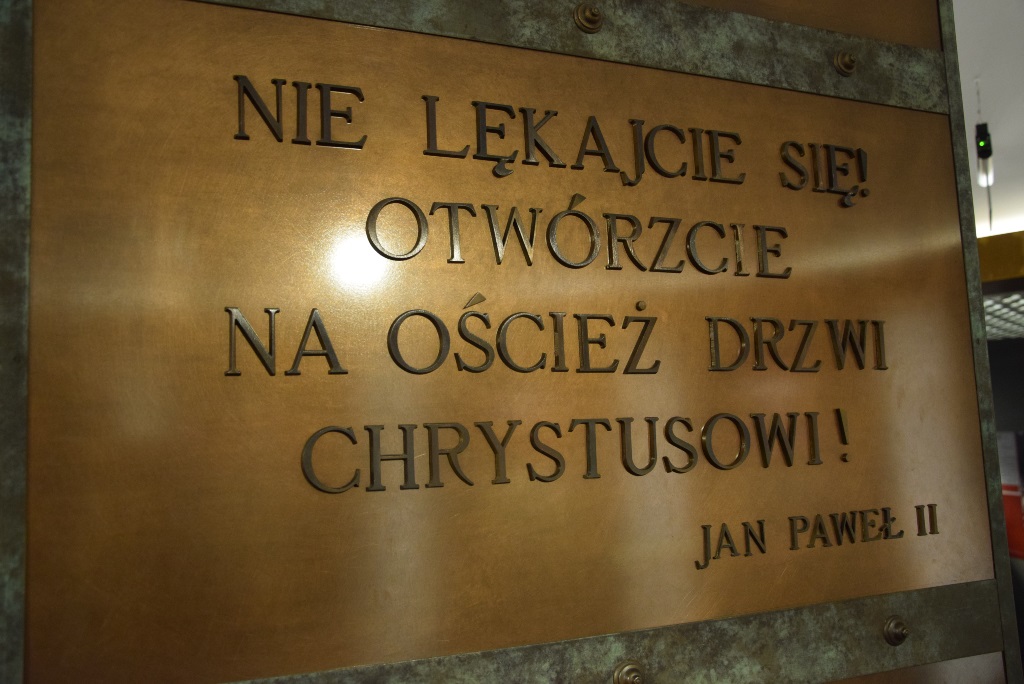 NIE LĘKAJCIE SIĘ!
OTWÓRZCIE
NA OŚCIEŻ DRZWI
CHRYSTUSOWI!
JAN PAWEŁ II